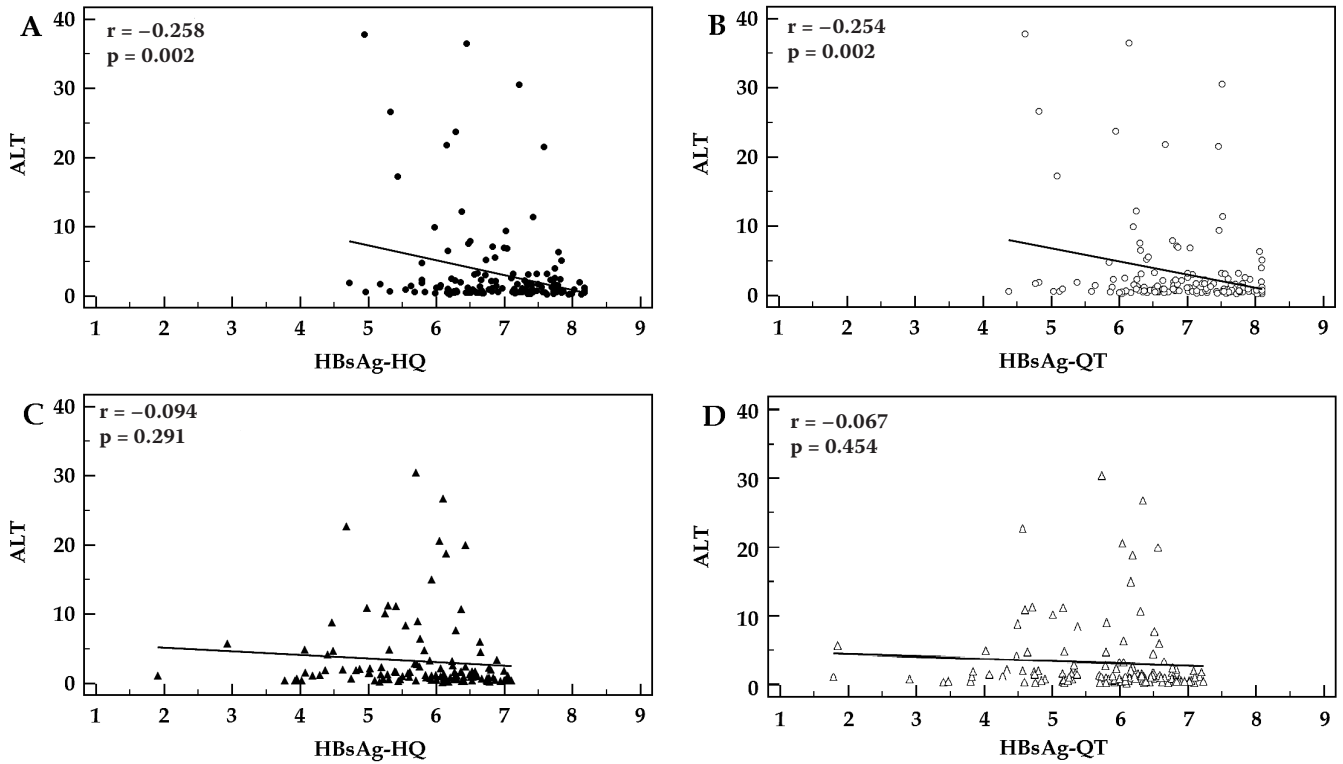 A
r = −0.258
p = 0.002
40
30
20
10
0
ALT
1 2 3 4 5 6 7 8 9
HBsAg-HQ
B
r = −0.254
p = 0.002
40
30
20
10
0
ALT
1 2 3 4 5 6 7 8 9
HBsAg-QT
C
r = −0.094
p = 0.291
40
30
20
10
0
ALT
1 2 3 4 5 6 7 8 9
HBsAg-HQ
D
r = −0.067
p = 0.454
40
30
20
10
0
ALT
1 2 3 4 5 6 7 8 9
HBsAg-QT